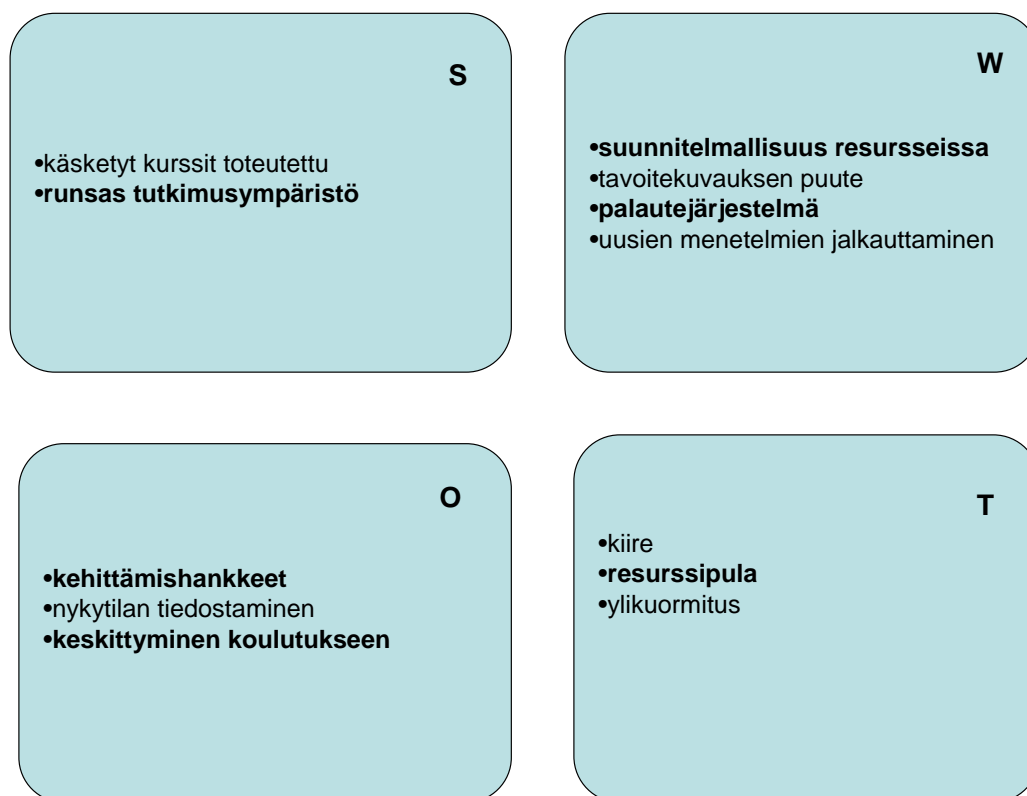 S
•käsketyt kurssit toteutettu
•runsas tutkimusympäristö
W
•suunnitelmallisuus resursseissa
•tavoitekuvauksen puute
•palautejärjestelmä
•uusien menetelmien jalkauttaminen
O
•kehittämishankkeet
•nykytilan tiedostaminen
•keskittyminen koulutukseen
T
•kiire
•resurssipula
•ylikuormitus